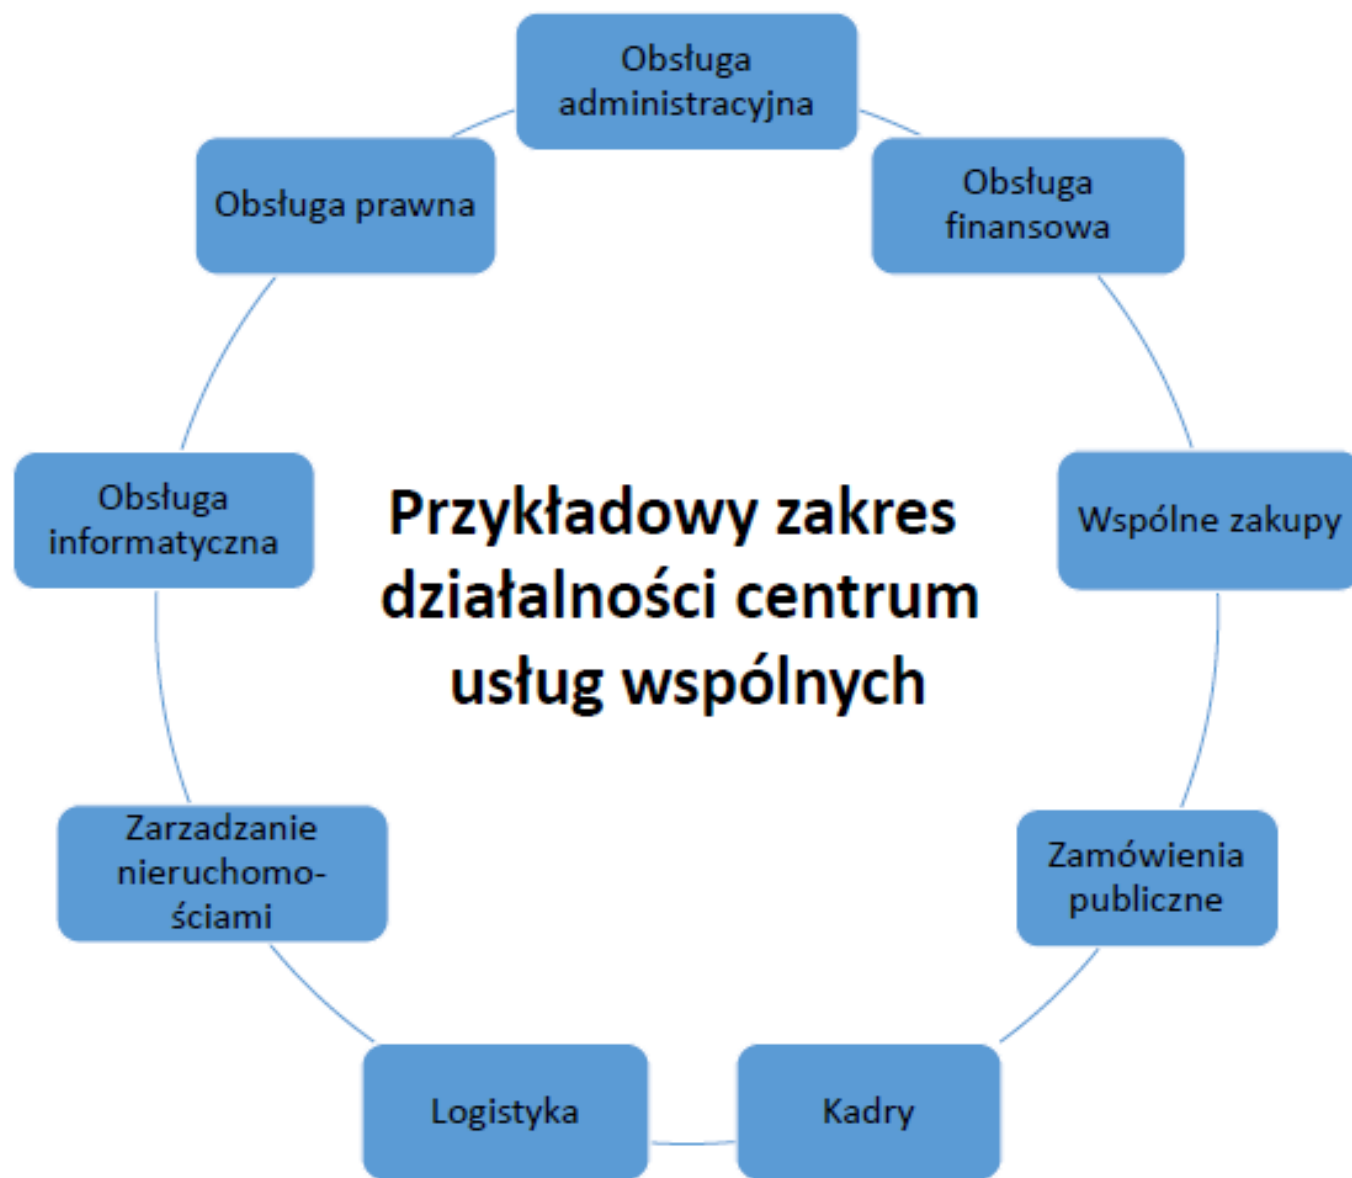 Obsługa
administracyjna
Obsługa
finansowa
Wspólne zakupy
Zamówienia
publiczne
Kadry
Logistyka
Zarzadzanie
nieruchomo-
ściami
Obsługa
informatyczna
Obsługa prawna
Przykładowy zakres
działalności centrum
usług wspólnych